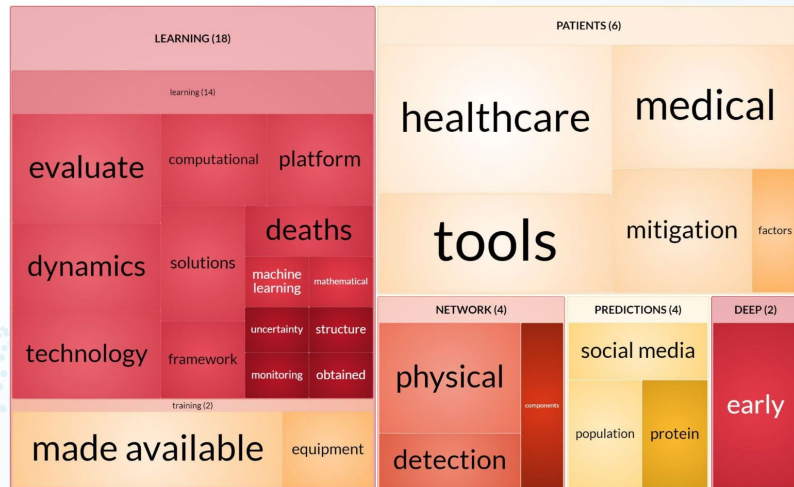 LEARNING (18)
learning (14)
evaluate
computational
platform
dynamics
solutions
deaths
machine
learning
mathematical
technology
framework
uncertainty
structure
monitoring
obtained
training (2)
made available
equipment
PATIENTS (6)
healthcare
medical
tools
mitigation
factors
NETWORK (4)
physical
components
detection
PREDICTIONS (4)
social media
population
protein
DEEP (2)
early